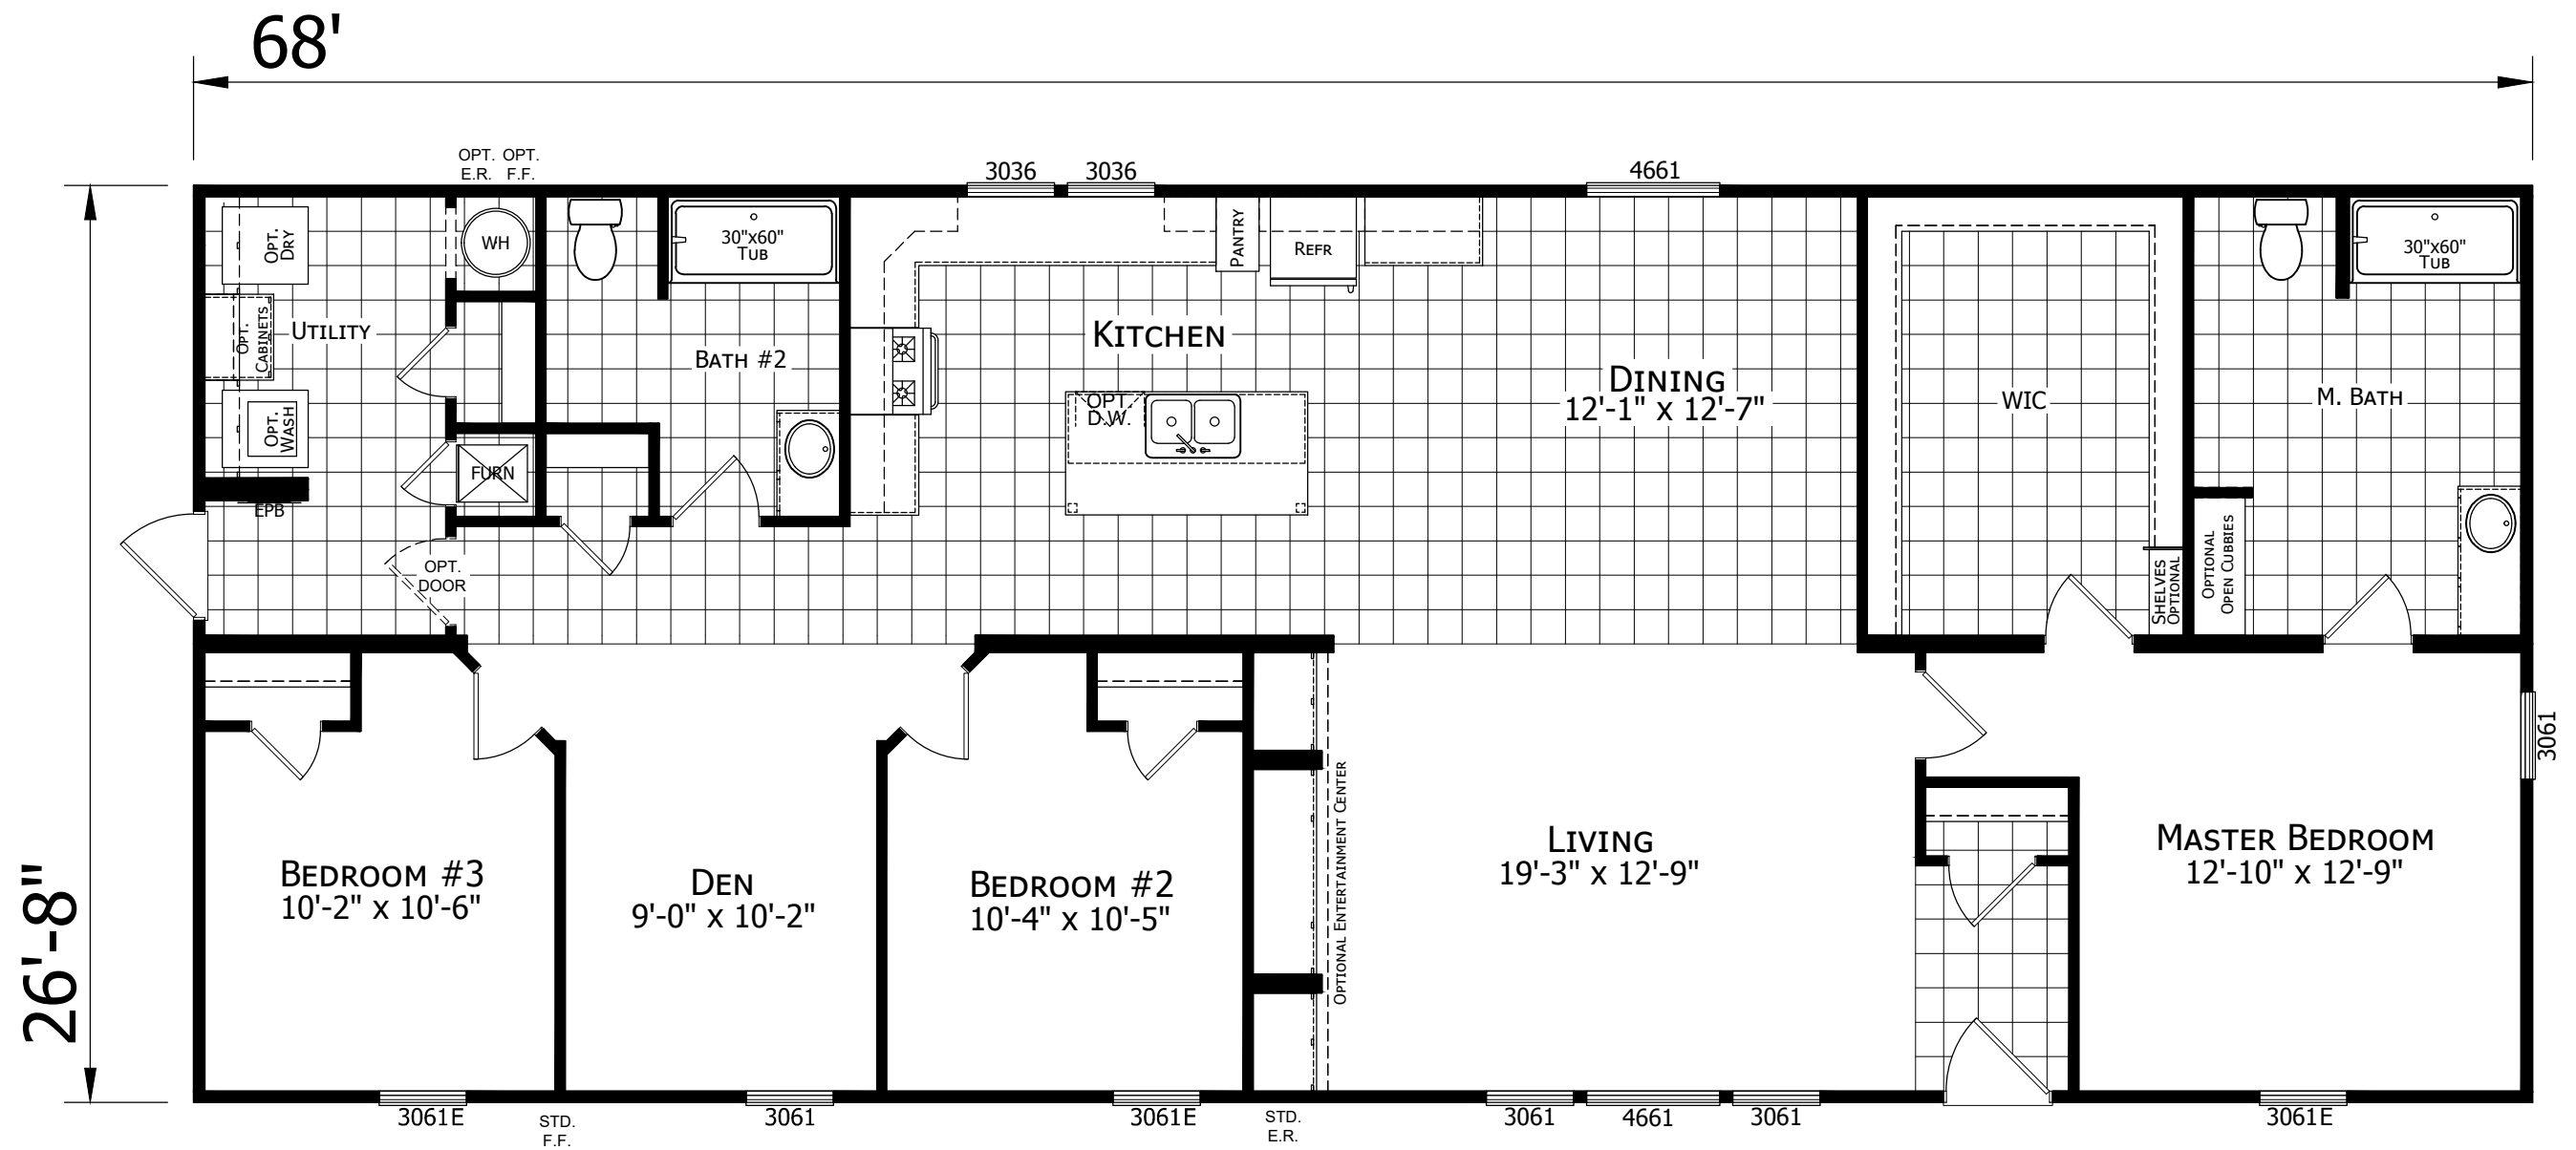 68'
26'-8"
OPT. OPT.
E.R. F.F.
3036
3036
4661
OPT.
DRY
WH
30"x60"
TUB
PANTRY
REFR
30"x60"
TUB
OPT.
CABINETS
UTILITY
BATH #2
KITCHEN
DINING
12'-1" x 12'-7"
WIC
M. BATH
OPT.
WASH
FURN
OPT.
D.W.
EPB
OPT.
DOOR
SHELVES
OPTIONAL
OPTIONAL
OPEN CUBBIES
3061
BEDROOM #3
10'-2" x 10'-6"
DEN
9'-0" x 10'-2"
BEDROOM #2
10'-4" x 10'-5"
OPTIONAL ENTERTAINMENT CENTER
LIVING
19'-3" x 12'-9"
MASTER BEDROOM
12'-10" x 12'-9"
3061E
STD.
F.F.
3061
3061E
STD.
E.R.
3061
4661
3061
3061E